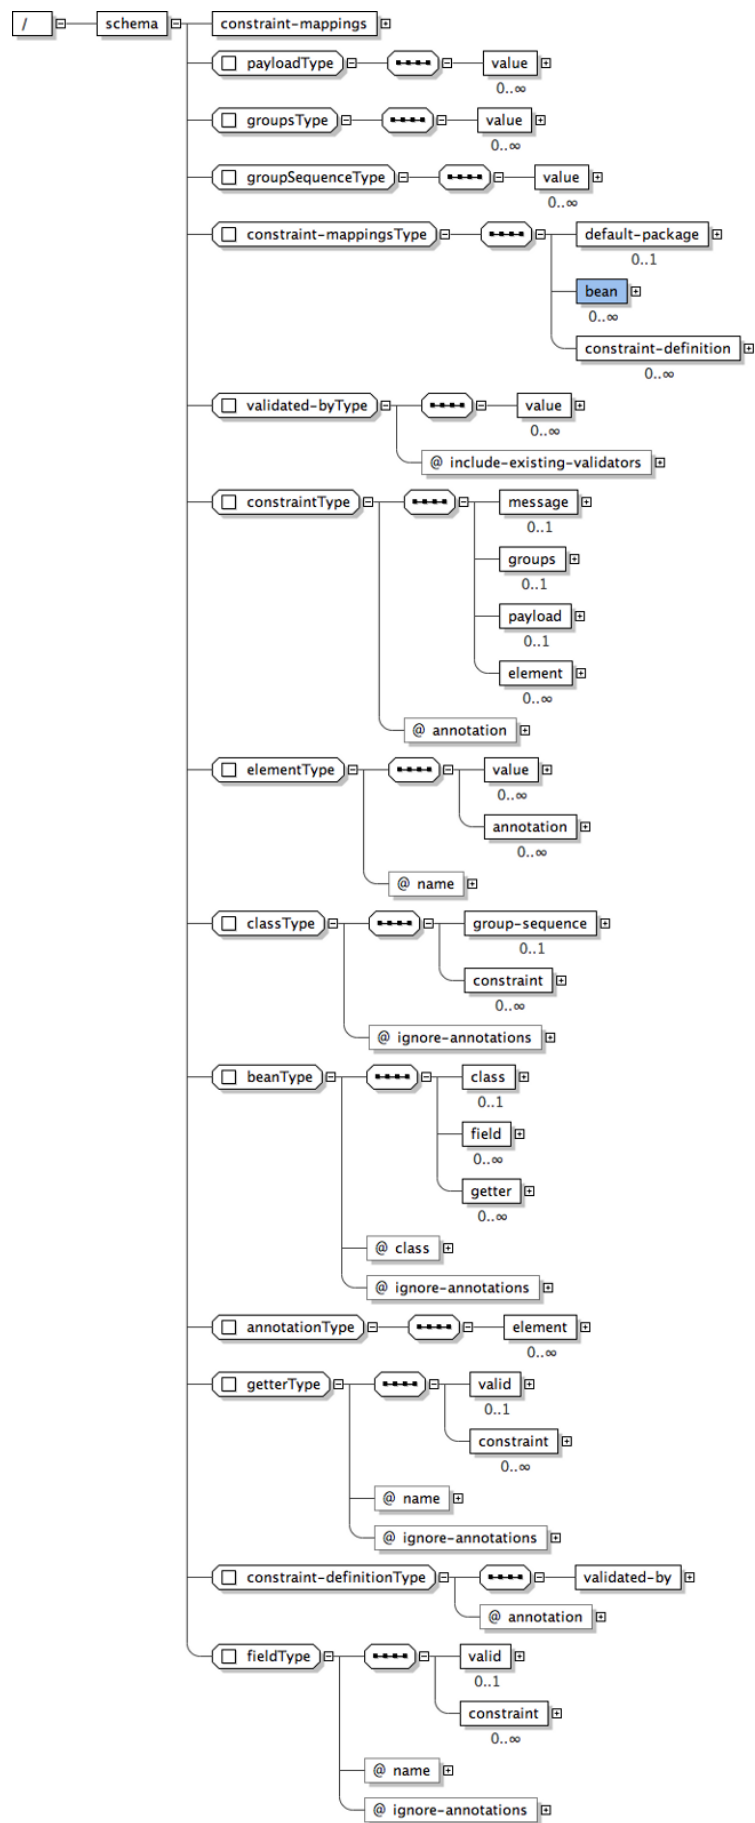 / schema constraint-mappings
payloadType value
0..∞
groupsType value
0..∞
groupSequenceType value
0..∞
constraint-mappingsType default-package
0..1
bean
0..∞
constraint-definition
0..∞
validated-byType value
0..∞
@ include-existing-validators
constraintType message
0..1
groups
0..1
payload
0..1
element
0..∞
@ annotation
elementType value
0..∞
annotation
0..∞
@ name
classType group-sequence
0..1
constraint
0..∞
@ ignore-annotations
beanType class
0..1
field
0..∞
getter
0..∞
@ class
@ ignore-annotations
annotationType element
0..∞
getterType valid
0..1
constraint
0..∞
@ name
@ ignore-annotations
constraint-definitionType validated-by
@ annotation
fieldType valid
0..1
constraint
0..∞
@ name
@ ignore-annotations